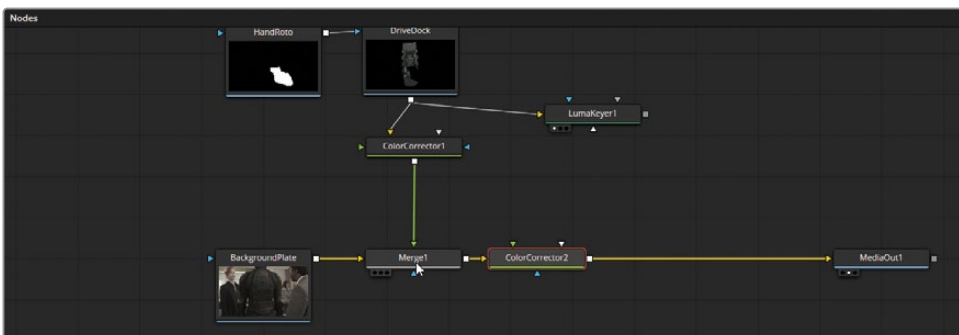 Nodes
HandRoto
DriveDock
LumaKeyer1
ColorCorrector1
BackgroundPlate
Merge1
ColorCorrector2
MediaOut1